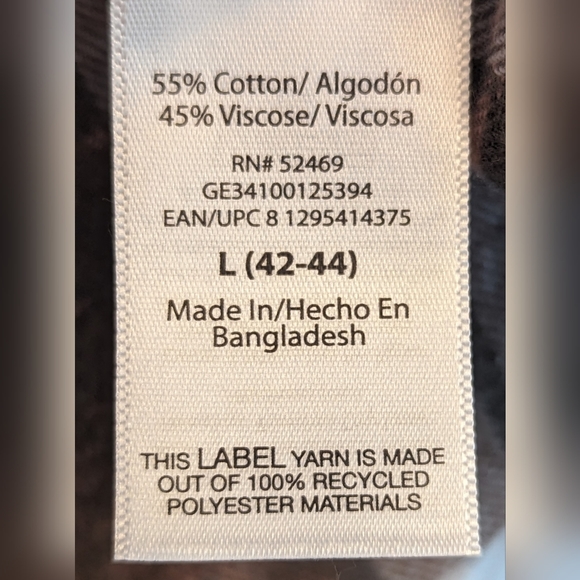 55% Cotton/ Algodón
45% Viscose/ Viscosa
RN# 52469
GE34100125394
EAN/UPC 8 1295414375
L (42-44)
Made In/Hecho En
Bangladesh
THIS LABEL YARN IS MADE
OUT OF 100% RECYCLED
POLYESTER MATERIALS